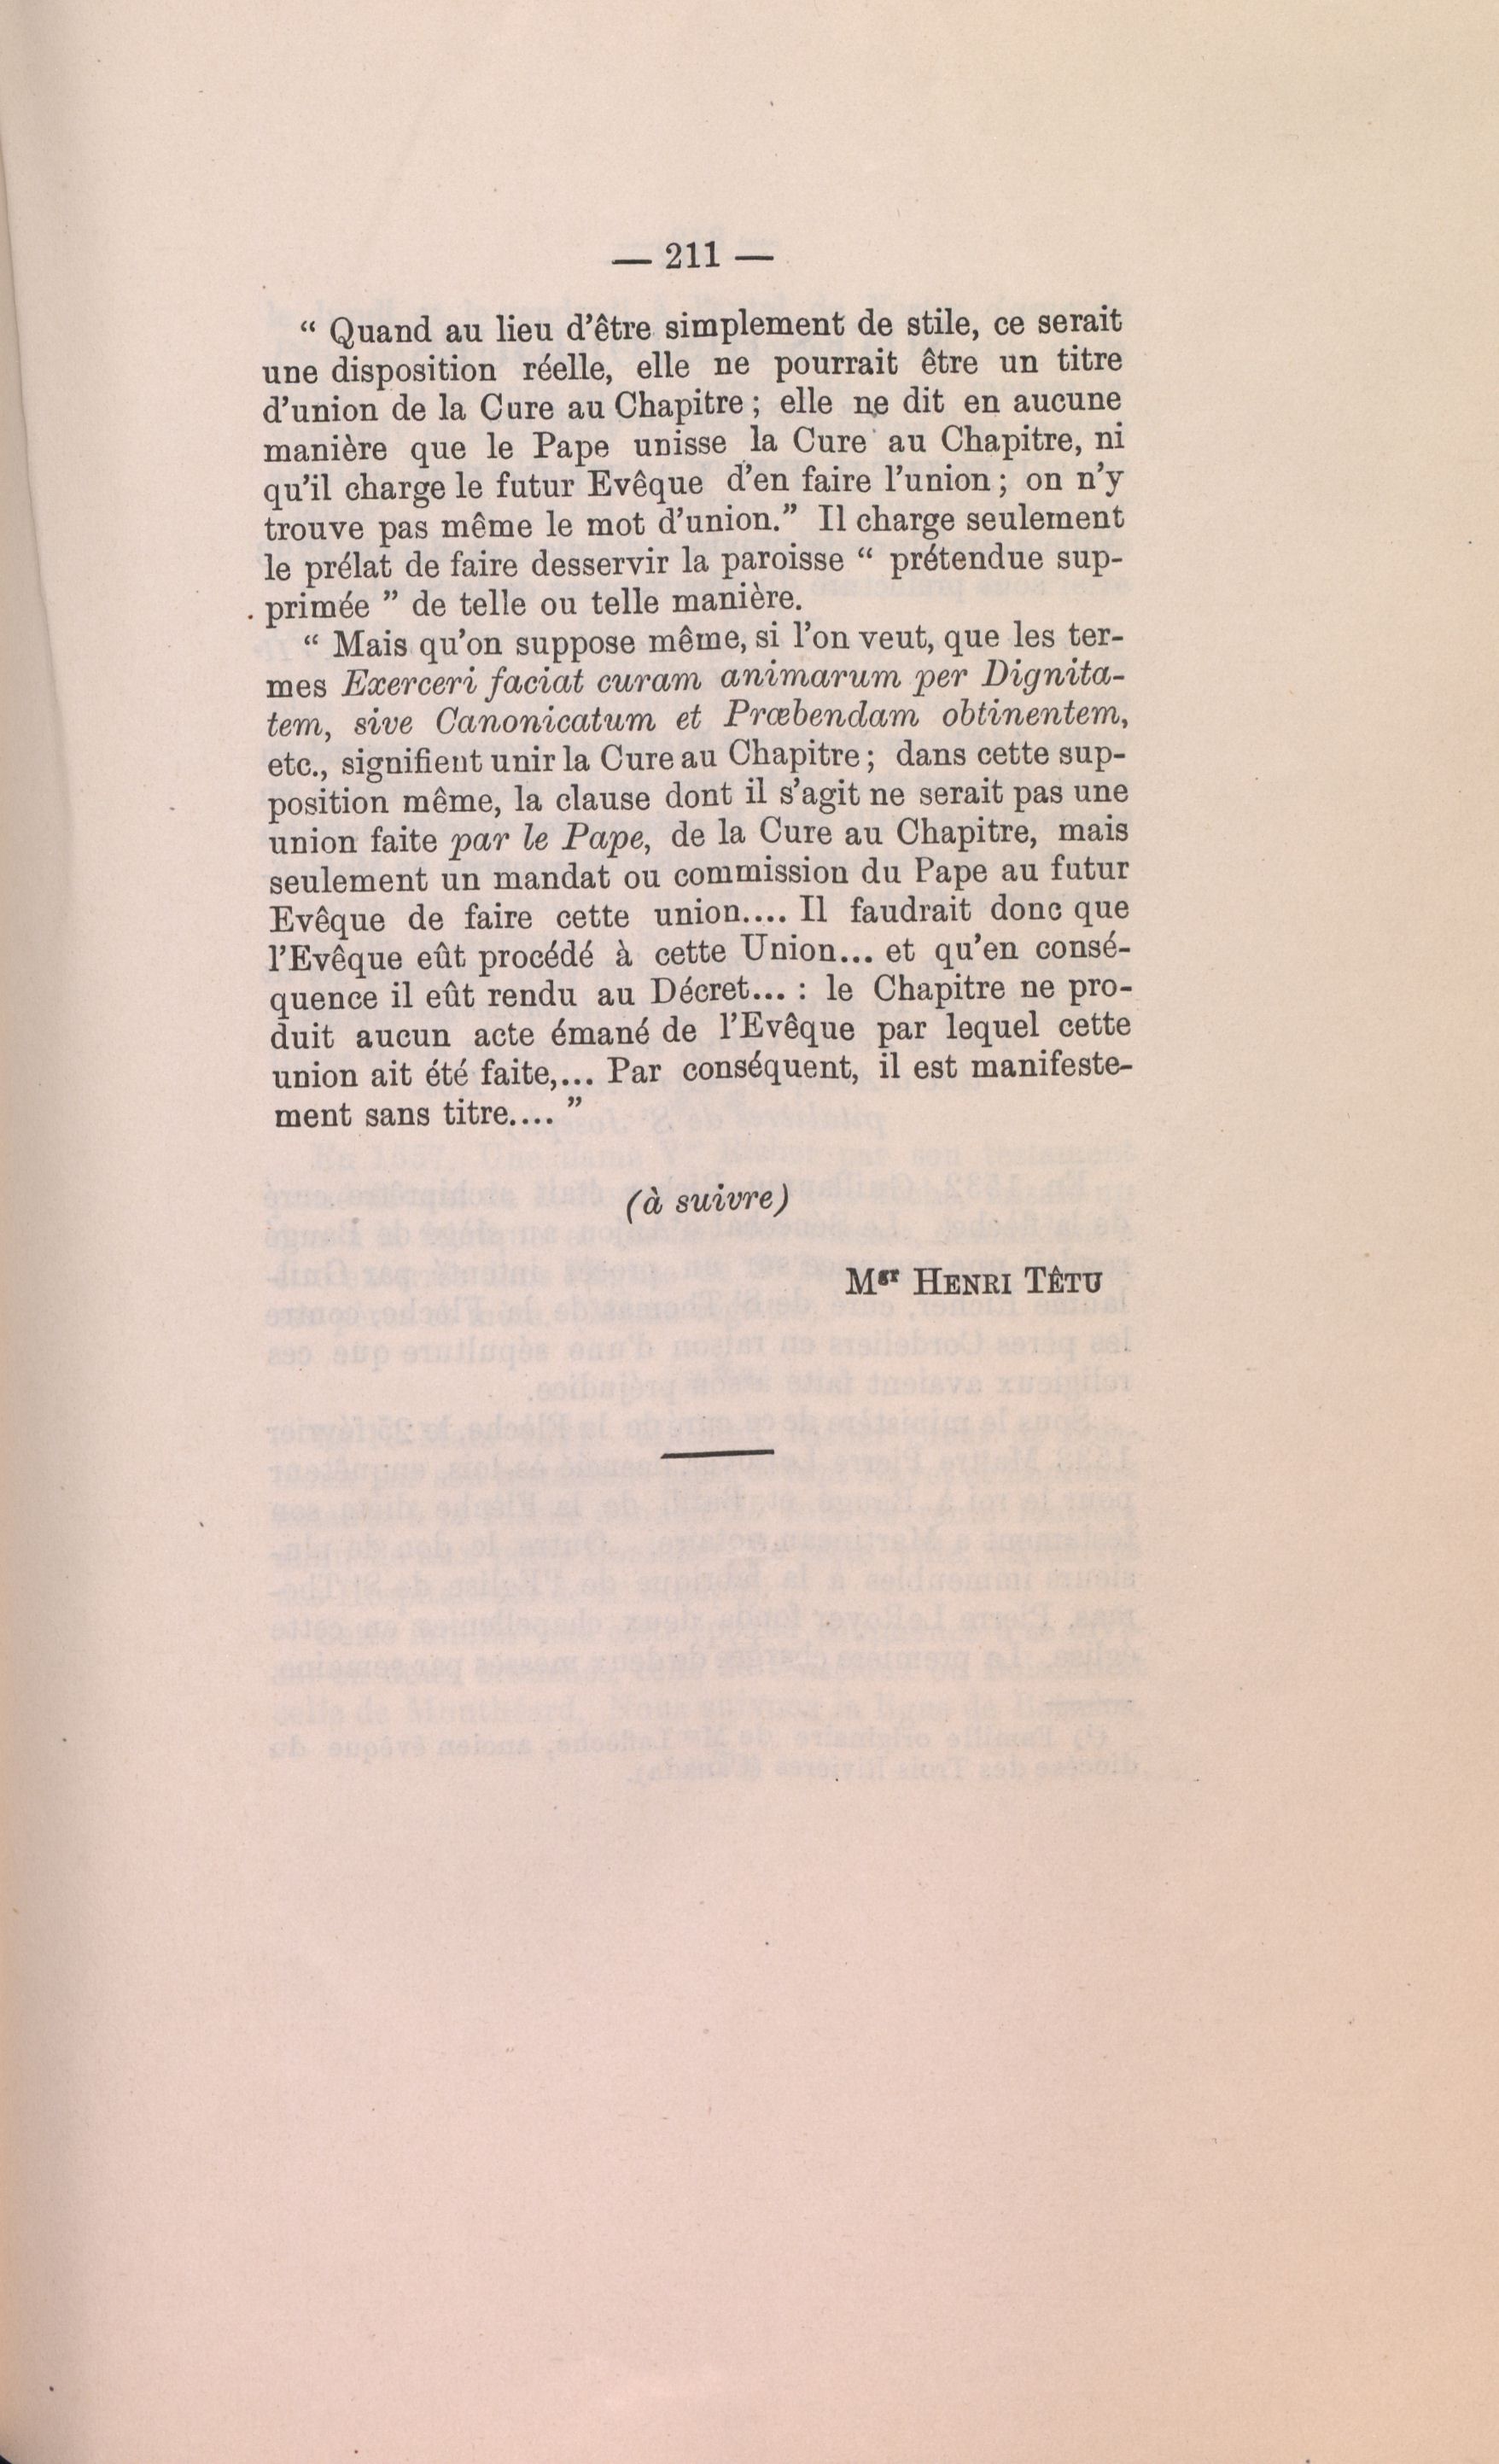 — 211 —
“ Quand au lieu d’être simplement de stile, ce serait
une disposition réelle, elle ne pourrait être un titre
d’union de la Cure au Chapitre ; elle ne dit en aucune
manière que le Pape unisse la Cure au Chapitre, ni
qu’il charge le futur Evêque d’en faire l’union ; on n’y
trouve pas même le mot d’union.” Il charge seulement
le prélat de faire desservir la paroisse “ prétendue sup-
primée ” de telle ou telle manière.
“ Mais qu’on suppose même, si l’on veut, que les ter-
mes Exerceri faciat curam animarum per Dignita-
tem, sive Canonicatum et Præbendam obtinentem,
etc., signifient unir la Cure au Chapitre ; dans cette sup-
position même, la clause dont il s’agit ne serait pas une
union faite par le Pape, de la Cure au Chapitre, mais
seulement un mandat ou commission du Pape au futur
Evêque de faire cette union.... Il faudrait donc que
l’Evêque eût procédé à cette Union... et qu’en consé-
quence il eût rendu au Décret... : le Chapitre ne pro-
duit aucun acte émané de l’Evêque par lequel cette
union ait été faite,... Par conséquent, il est manifeste-
ment sans titre.... ”
(à suivre)
Mgr HENRI TÊTU